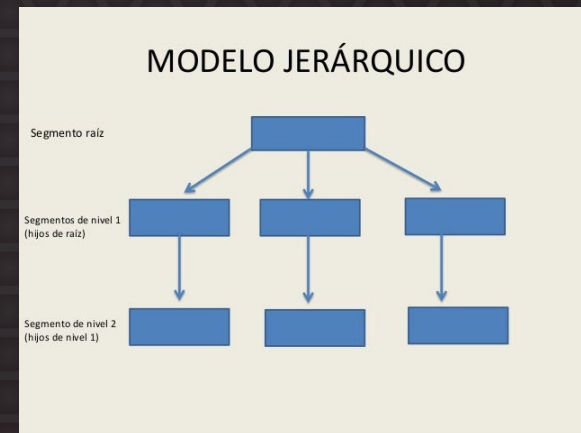 MODELO JERÁRQUICO
Segmento raíz
Segmentos de nivel 1
(hijos de raíz)
Segmento de nivel 2
(hijos de nivel 1)